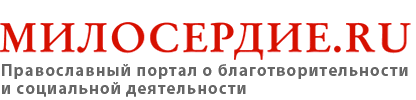 МИЛОСЕРДИЕ.RU
Православный портал о благотворительности
и социальной деятельности